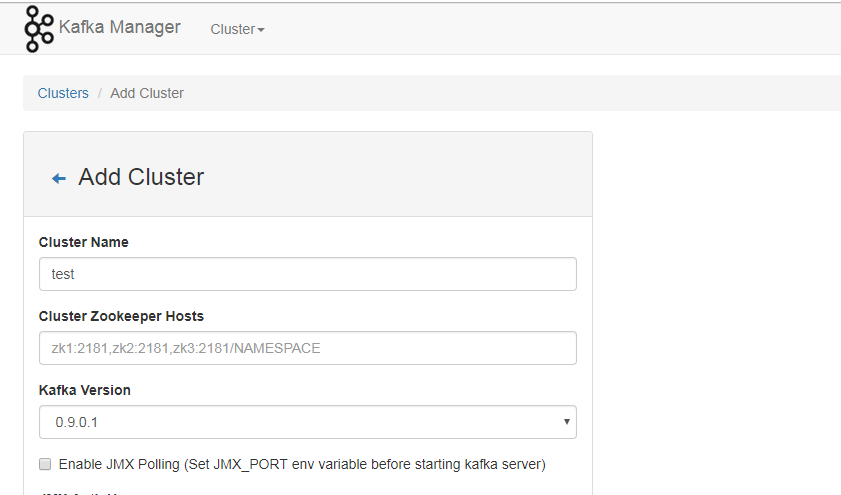 Kafka Manager Cluster
Clusters / Add Cluster
Add Cluster
Cluster Name
test
Cluster Zookeeper Hosts
zk1:2181,zk2:2181,zk3:2181/NAMESPACE
Kafka Version
0.9.0.1
Enable JMX Polling (Set JMX_PORT env variable before starting kafka server)